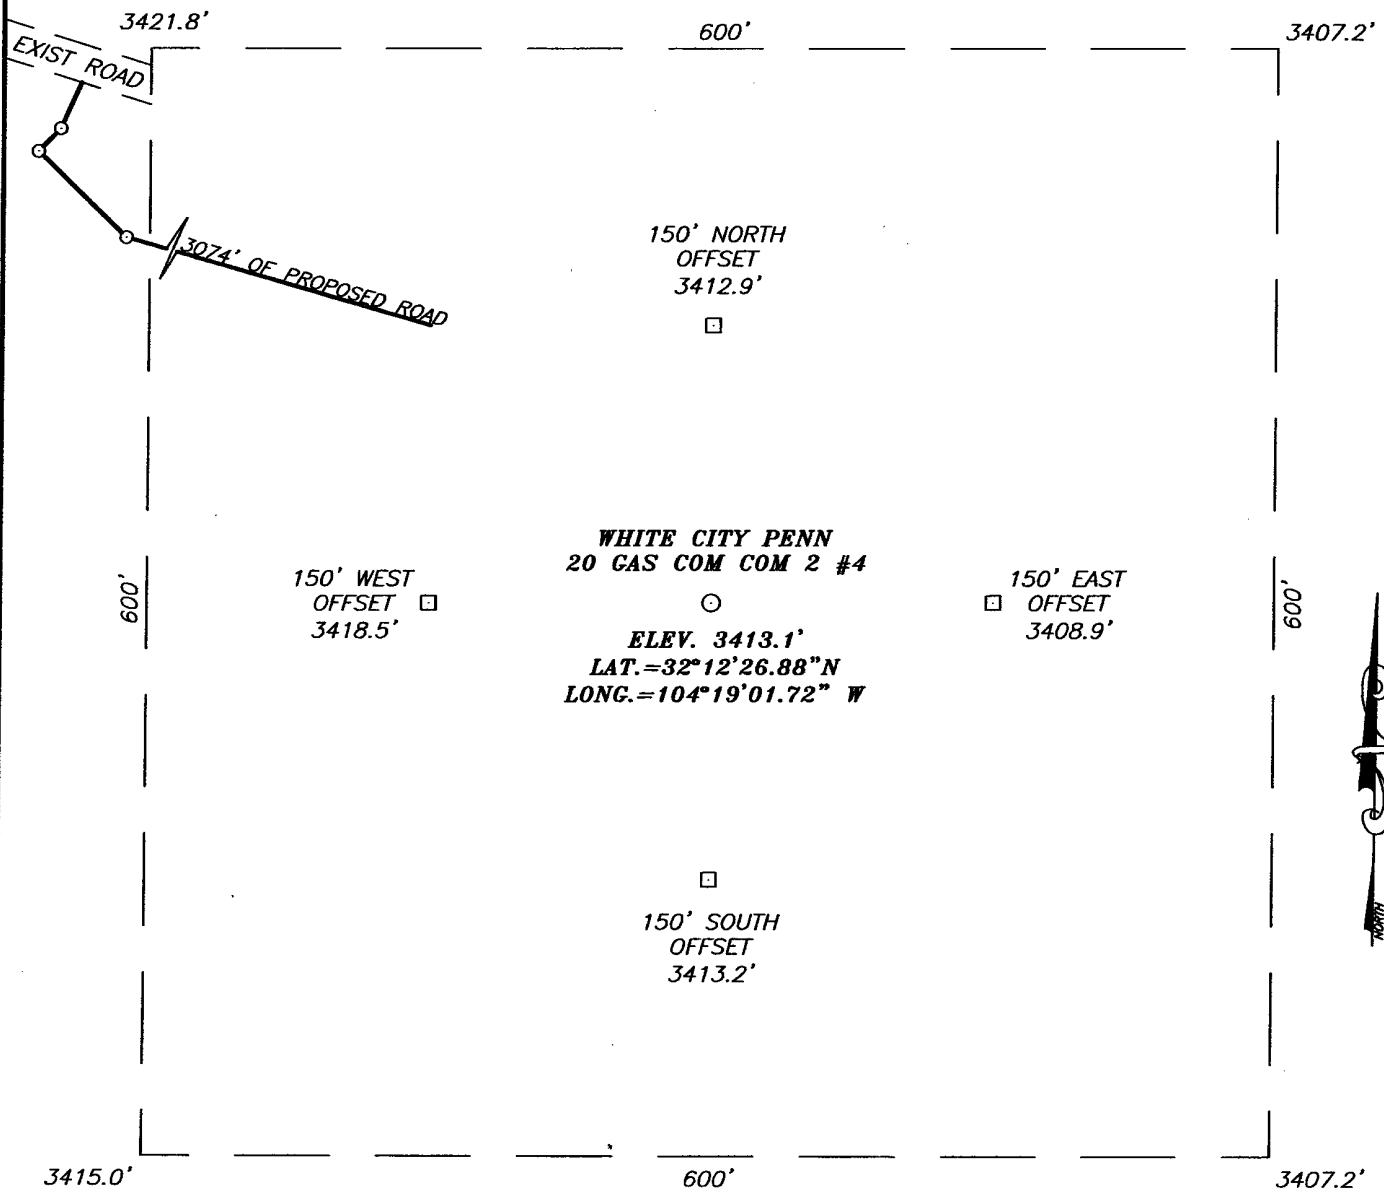 3421.8'
600'
3407.2'
EXIST ROAD
3074' OF PROPOSED ROAD
150' NORTH
OFFSET
3412.9'
WHITE CITY PENN
20 GAS COM COM 2 #4
150' WEST
OFFSET
3418.5'
600'
150' EAST
OFFSET
3408.9'
600'
ELEV. 3413.1'
LAT.=32°12'26.88"N
LONG.=104°19'01.72" W
150' SOUTH
OFFSET
3413.2'
NORTH
3415.0'
600'
3407.2'